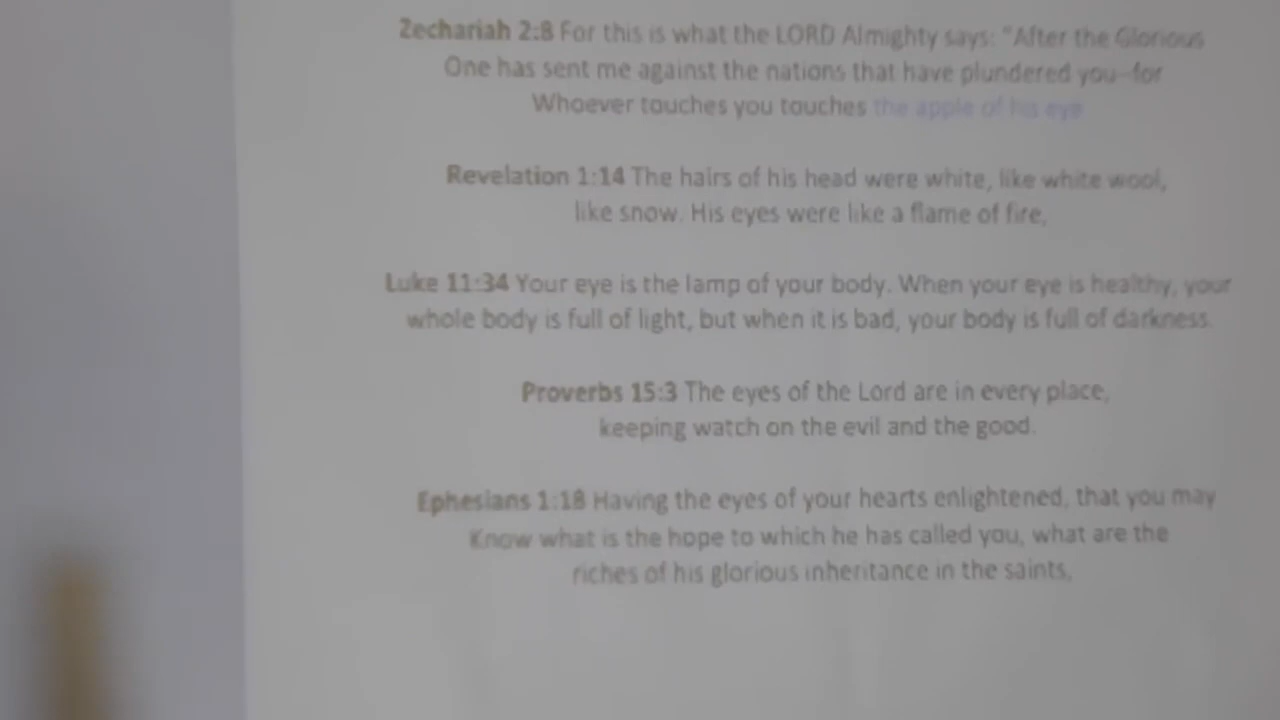 Zechariah 2:8 For this is what the LORD Almighty says: "After the Glorious
One has sent me against the nations that have plundered you--for
Whoever touches you touches the apple of his eye
Revelation 1:14 The hairs of his head were white, like white wool,
like snow. His eyes were like a flame of fire,
Luke 11:34 Your eye is the lamp of your body. When your eye is healthy, your
whole body is full of light, but when it is bad, your body is full of darkness.
Proverbs 15:3 The eyes of the Lord are in every place,
keeping watch on the evil and the good.
Ephesians 1:18 Having the eyes of your hearts enlightened, that you may
Know what is the hope to which he has called you, what are the
riches of his glorious inheritance in the saints,